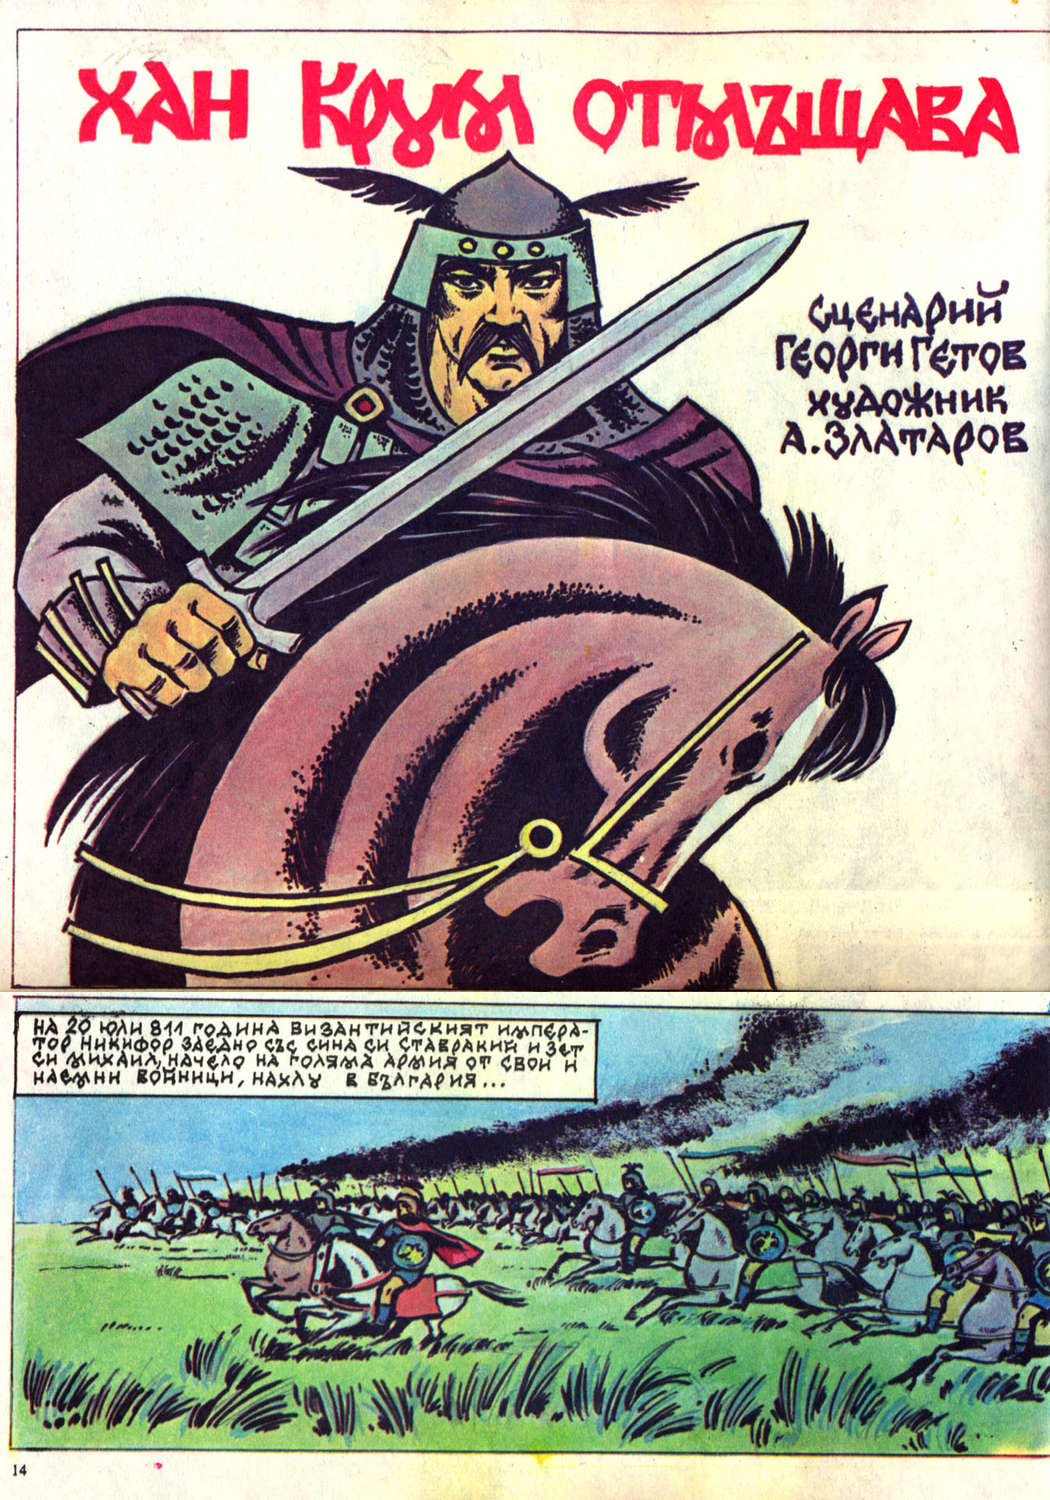 ХАН КРУМ ОТМЪЩАВА
СЦЕНАРИЙ
ГЕОРГИ ГЕТОВ
ХУДОЖНИК
А. ЗЛАТАРОВ
НА 20 ЮЛИ 811 ГОДИНА ВИЗАНТИЙСКИЯТ ИМПЕРА-
ТОР НИКИФОР ЗАЕДНО СЪС СИНА СИ СТАВРАКИЙ И ЗЕТ
СИ МИХАИЛ, НАЧЕЛО НА ГОЛЯМА АРМИЯ ОТ СВОИ И
НАЕМНИ ВОЙНИЦИ, НАХЛУ В БЪЛГАРИЯ...
14